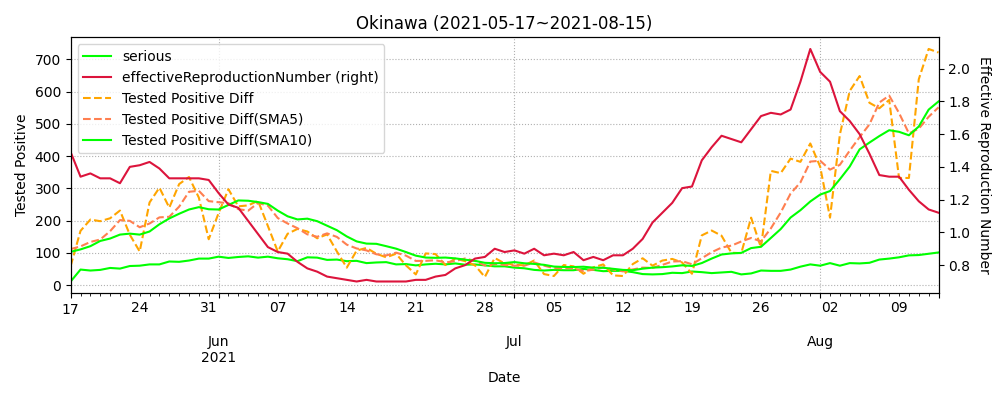 Okinawa (2021-05-17~2021-08-15)
serious
effectiveReproductionNumber (right)
Tested Positive Diff
Tested Positive Diff(SMA5)
Tested Positive Diff(SMA10)
Tested Positive
700
600
500
400
300
200
100
0
Effective Reproduction Number
2.0
1.8
1.6
1.4
1.2
1.0
0.8
17 24 31 07 14 21 28 05 12 19 26 02 09
Jun Jul Aug
2021
Date